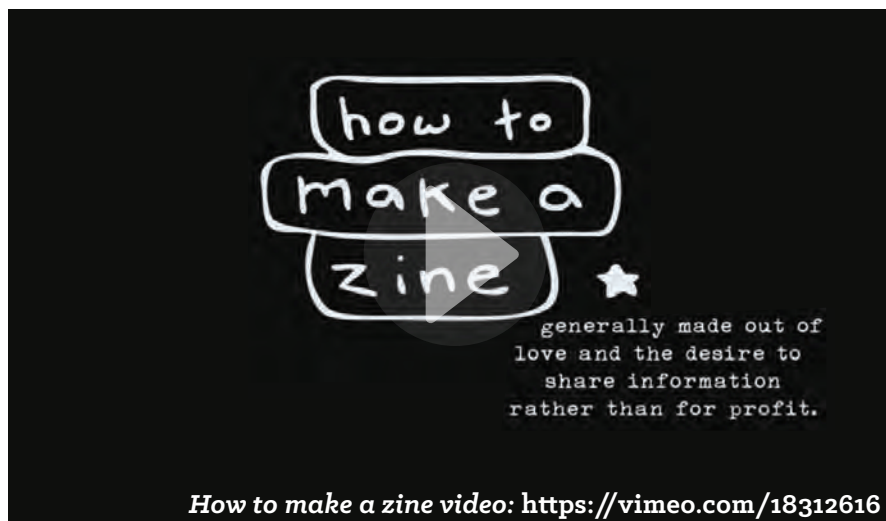 how to
make a
zine
generally made out of
love and the desire to
share information
rather than for profit.
How to make a zine video: https://vimeo.com/18312616